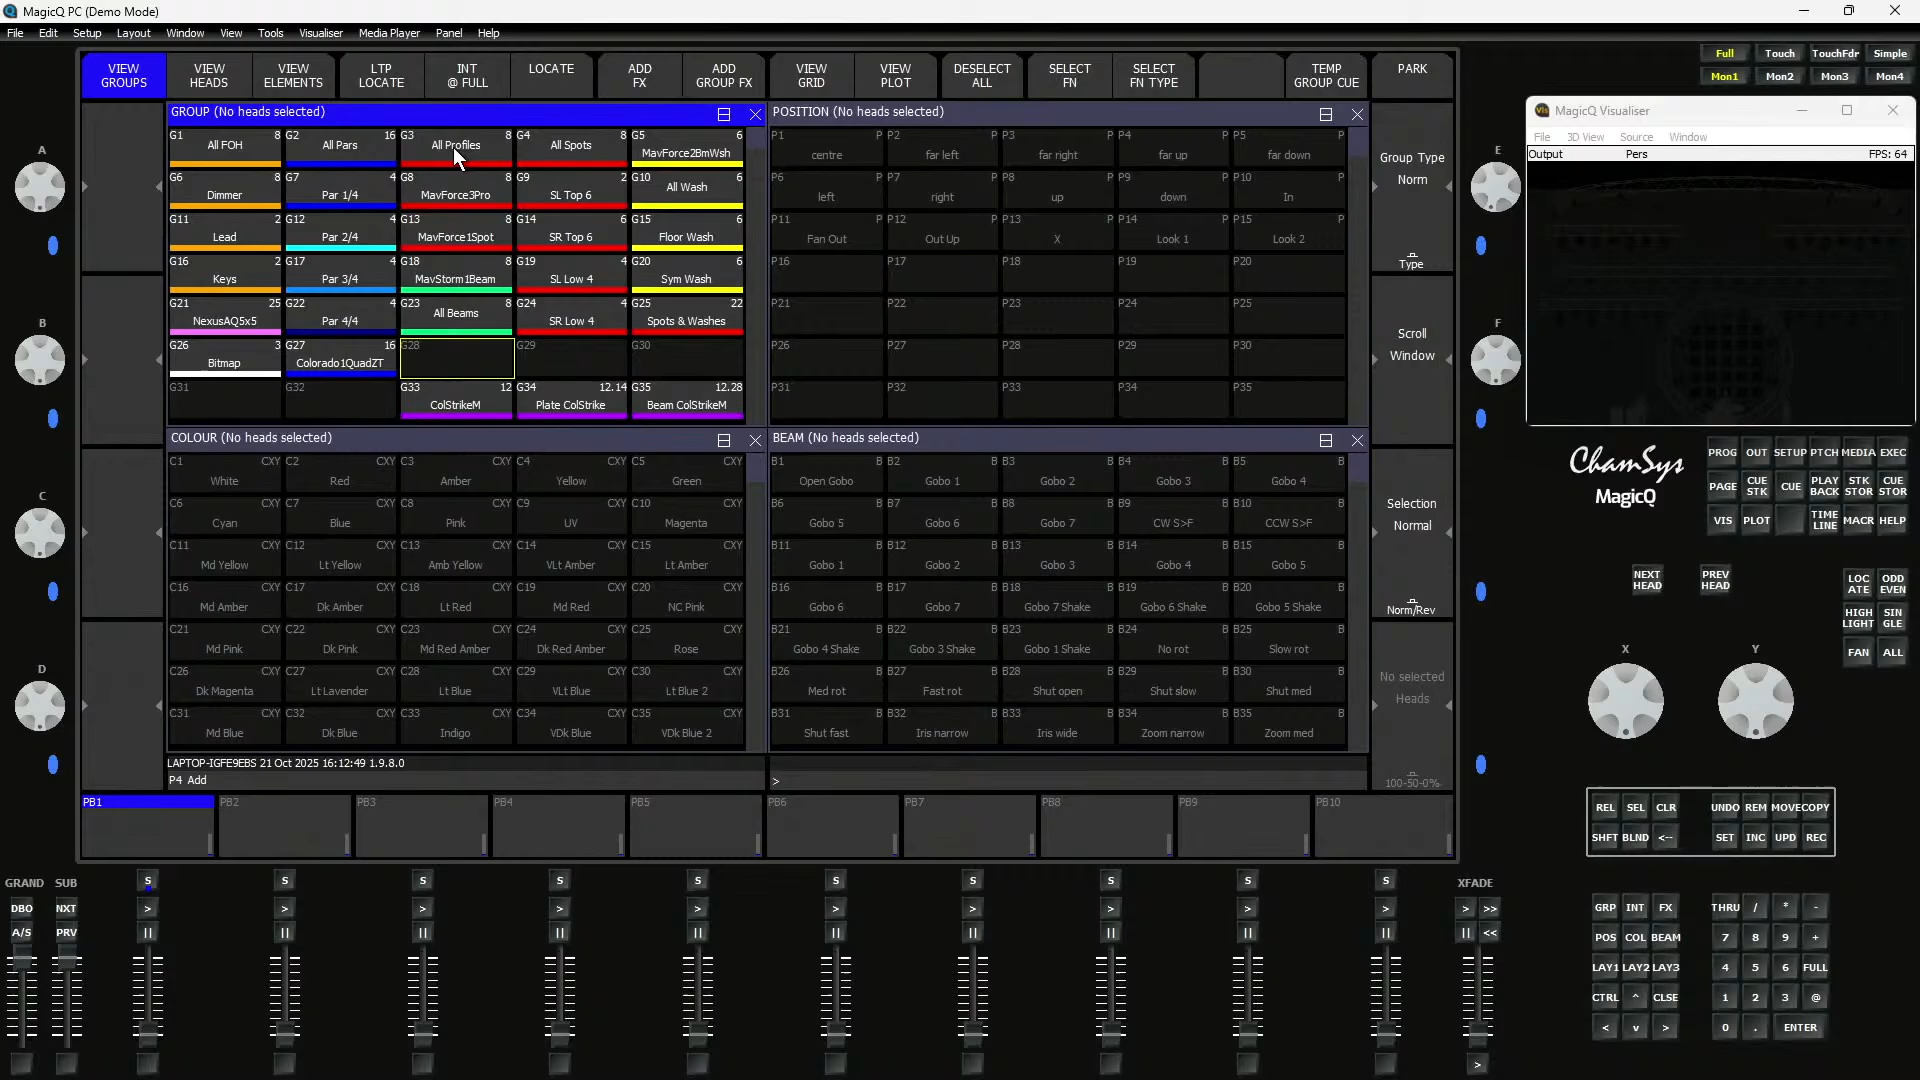 MagicQ PC (Demo Mode)
File Edit Setup Layout Window View Tools Visualiser Media Player Panel Help
VIEW GROUPS
VIEW HEADS
VIEW ELEMENTS
LTP LOCATE
INT @ FULL
LOCATE
ADD FX
ADD GROUP FX
VIEW GRID
VIEW PLOT
DESELECT ALL
SELECT FN
SELECT FN TYPE
TEMP GROUP CUE
PARK
Full Touch TouchFdr Simple
Mon1 Mon2 Mon3 Mon4
GROUP (No heads selected)
G1 8 G2 16 G3 8 G4 8 G5 6
All FOH All Pars All Profiles All Spots MavForce2BmWsh
G6 8 G7 4 G8 8 G9 2 G10 6
Dimmer Par 1/4 MavForce3Pro SL Top 6 All Wash
G11 2 G12 4 G13 8 G14 6 G15 6
Lead Par 2/4 MavForce1Spot SR Top 6 Floor Wash
G16 2 G17 4 G18 8 G19 4 G20 6
Keys Par 3/4 MavStorm1Beam SL Low 4 Sym Wash
G21 25 G22 4 G23 8 G24 4 G25 22
NexusAQ5x5 Par 4/4 All Beams SR Low 4 Spots & Washes
G26 3 G27 16 G28 G29 G30
Bitmap Colorado1QuadZT
G31 G32 G33 12 G34 12.14 G35 12.28
ColStrikeM Plate ColStrike Beam ColStrikeM
POSITION (No heads selected)
P1 P P2 P P3 P P4 P P5 P
centre far left far right far up far down
P6 P P7 P P8 P P9 P P10 P
left right up down In
P11 P P12 P P13 P P14 P P15 P
Fan Out Out Up X Look 1 Look 2
P16 P17 P18 P19 P20
P21 P22 P23 P24 P25
P26 P27 P28 P29 P30
P31 P32 P33 P34 P35
COLOUR (No heads selected)
C1 CXY C2 CXY C3 CXY C4 CXY C5 CXY
White Red Amber Yellow Green
C6 CXY C7 CXY C8 CXY C9 CXY C10 CXY
Cyan Blue Pink UV Magenta
C11 CXY C12 CXY C13 CXY C14 CXY C15 CXY
Md Yellow Lt Yellow Amb Yellow VLt Amber Lt Amber
C16 CXY C17 CXY C18 CXY C19 CXY C20 CXY
Md Amber Dk Amber Lt Red Md Red NC Pink
C21 CXY C22 CXY C23 CXY C24 CXY C25 CXY
Md Pink Dk Pink Md Red Amber Dk Red Amber Rose
C26 CXY C27 CXY C28 CXY C29 CXY C30 CXY
Dk Magenta Lt Lavender Lt Blue VLt Blue Lt Blue 2
C31 CXY C32 CXY C33 CXY C34 CXY C35 CXY
Md Blue Dk Blue Indigo VDk Blue VDk Blue 2
BEAM (No heads selected)
B1 B B2 B B3 B B4 B B5 B
Open Gobo Gobo 1 Gobo 2 Gobo 3 Gobo 4
B6 B B7 B B8 B B9 B B10 B
Gobo 5 Gobo 6 Gobo 7 CW S>F CCW S>F
B11 B B12 B B13 B B14 B B15 B
Gobo 1 Gobo 2 Gobo 3 Gobo 4 Gobo 5
B16 B B17 B B18 B B19 B B20 B
Gobo 6 Gobo 7 Gobo 7 Shake Gobo 6 Shake Gobo 5 Shake
B21 B B22 B B23 B B24 B B25 B
Gobo 4 Shake Gobo 3 Shake Gobo 1 Shake No rot Slow rot
B26 B B27 B B28 B B29 B B30 B
Med rot Fast rot Shut open Shut slow Shut med
B31 B B32 B B33 B B34 B B35 B
Shut fast Iris narrow Iris wide Zoom narrow Zoom med
LAPTOP-IGFE9EBS 21 Oct 2025 16:12:49 1.9.8.0
P4 Add
>
Group Type
Norm
Type
Scroll
Window
Selection
Normal
Norm/Rev
No selected
Heads
100-50-0%
PB1 PB2 PB3 PB4 PB5 PB6 PB7 PB8 PB9 PB10
A
B
C
D
E
F
MagicQ Visualiser
File 3D View Source Window
Output Pers FPS: 64
ChamSys
MagicQ
PROG OUT SETUP PTCH MEDIA EXEC
PAGE CUE STK CUE PLAY BACK STK STOR CUE STOR
VIS PLOT TIME LINE MACR HELP
NEXT HEAD PREV HEAD
LOC ATE ODD EVEN
HIGH LIGHT SIN GLE
FAN ALL
X Y
REL SEL CLR UNDO REM MOVE COPY
SHFT BLND <-- SET INC UPD REC
GRP INT FX THRU / * -
POS COL BEAM 7 8 9 +
LAY1 LAY2 LAY3 4 5 6 FULL
CTRL ^ CLSE 1 2 3 @
< v > 0 . ENTER
GRAND SUB
DBO NXT
A/S PRV
S S S S S S S S S S
> > > > > > > > > >
|| || || || || || || || || ||
XFADE
> >>
|| <<
>